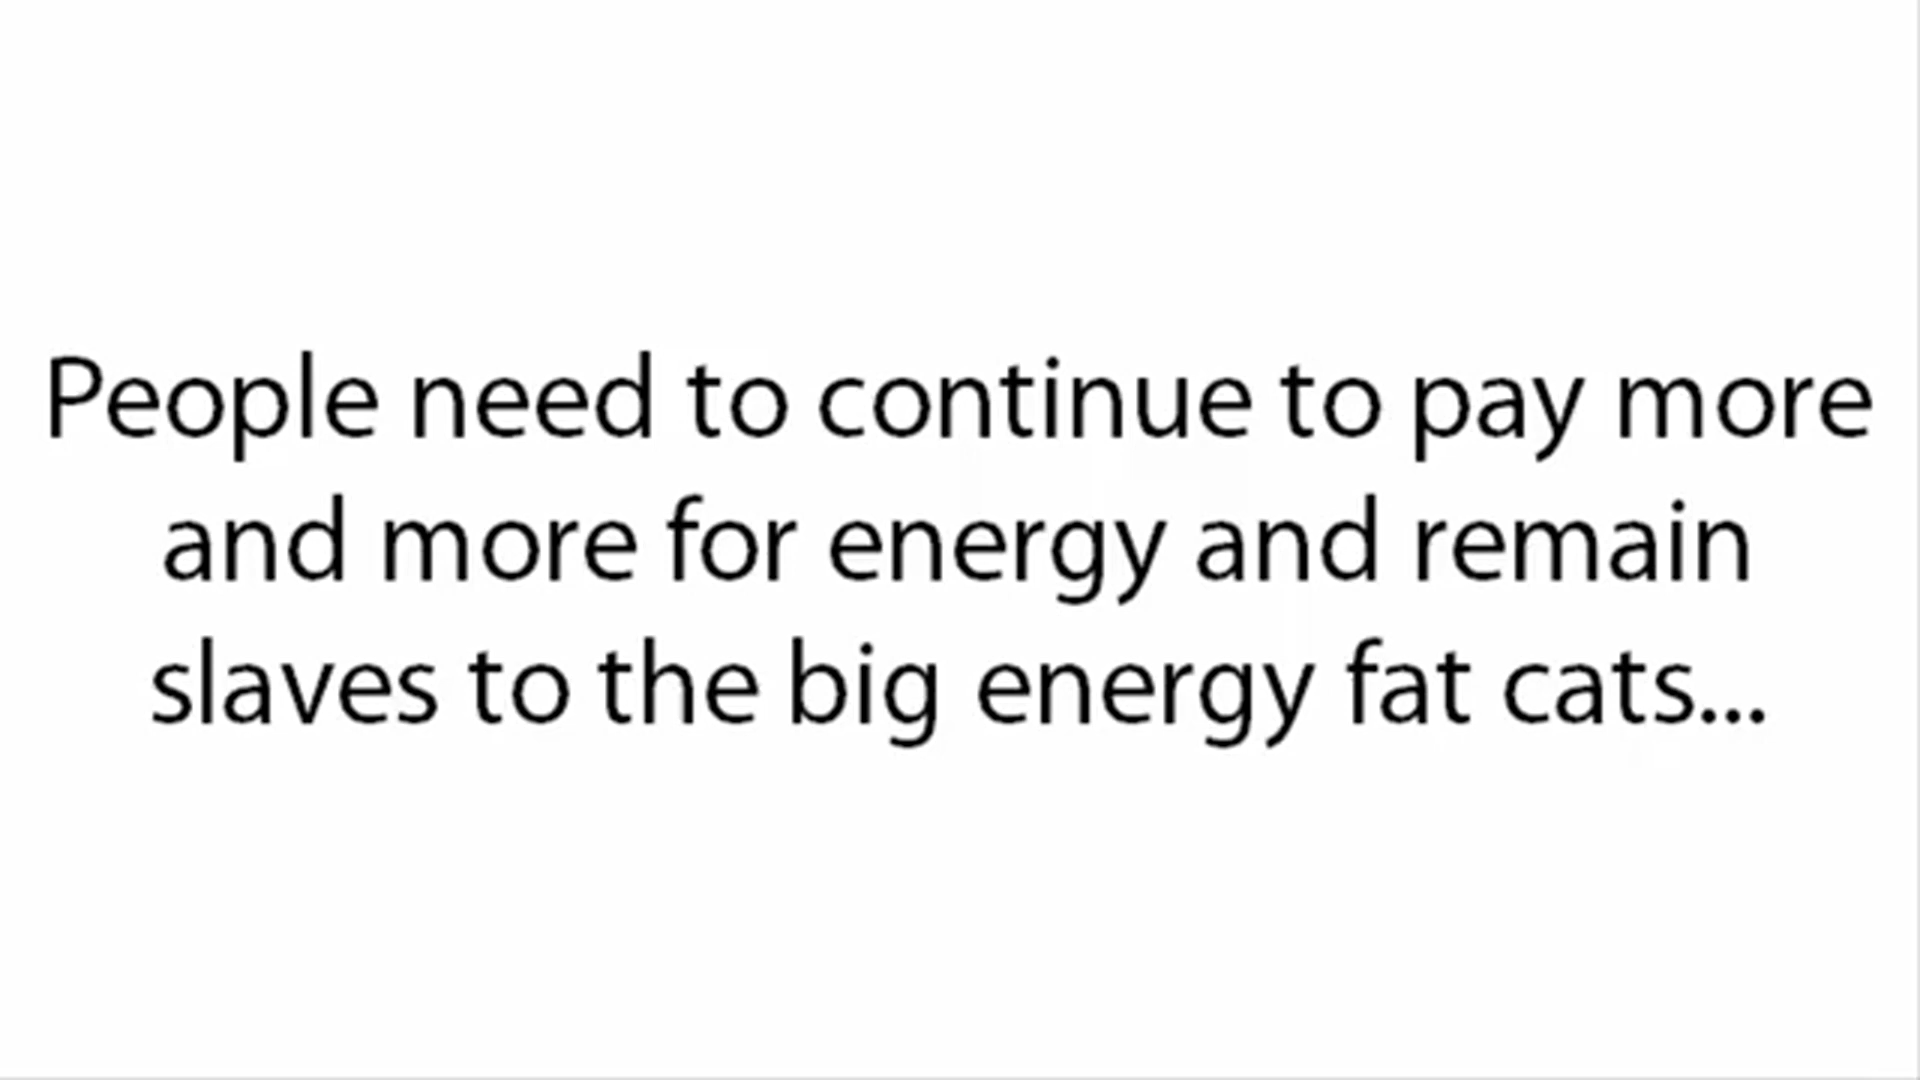 People need to continue to pay more
and more for energy and remain
slaves to the big energy fat cats...